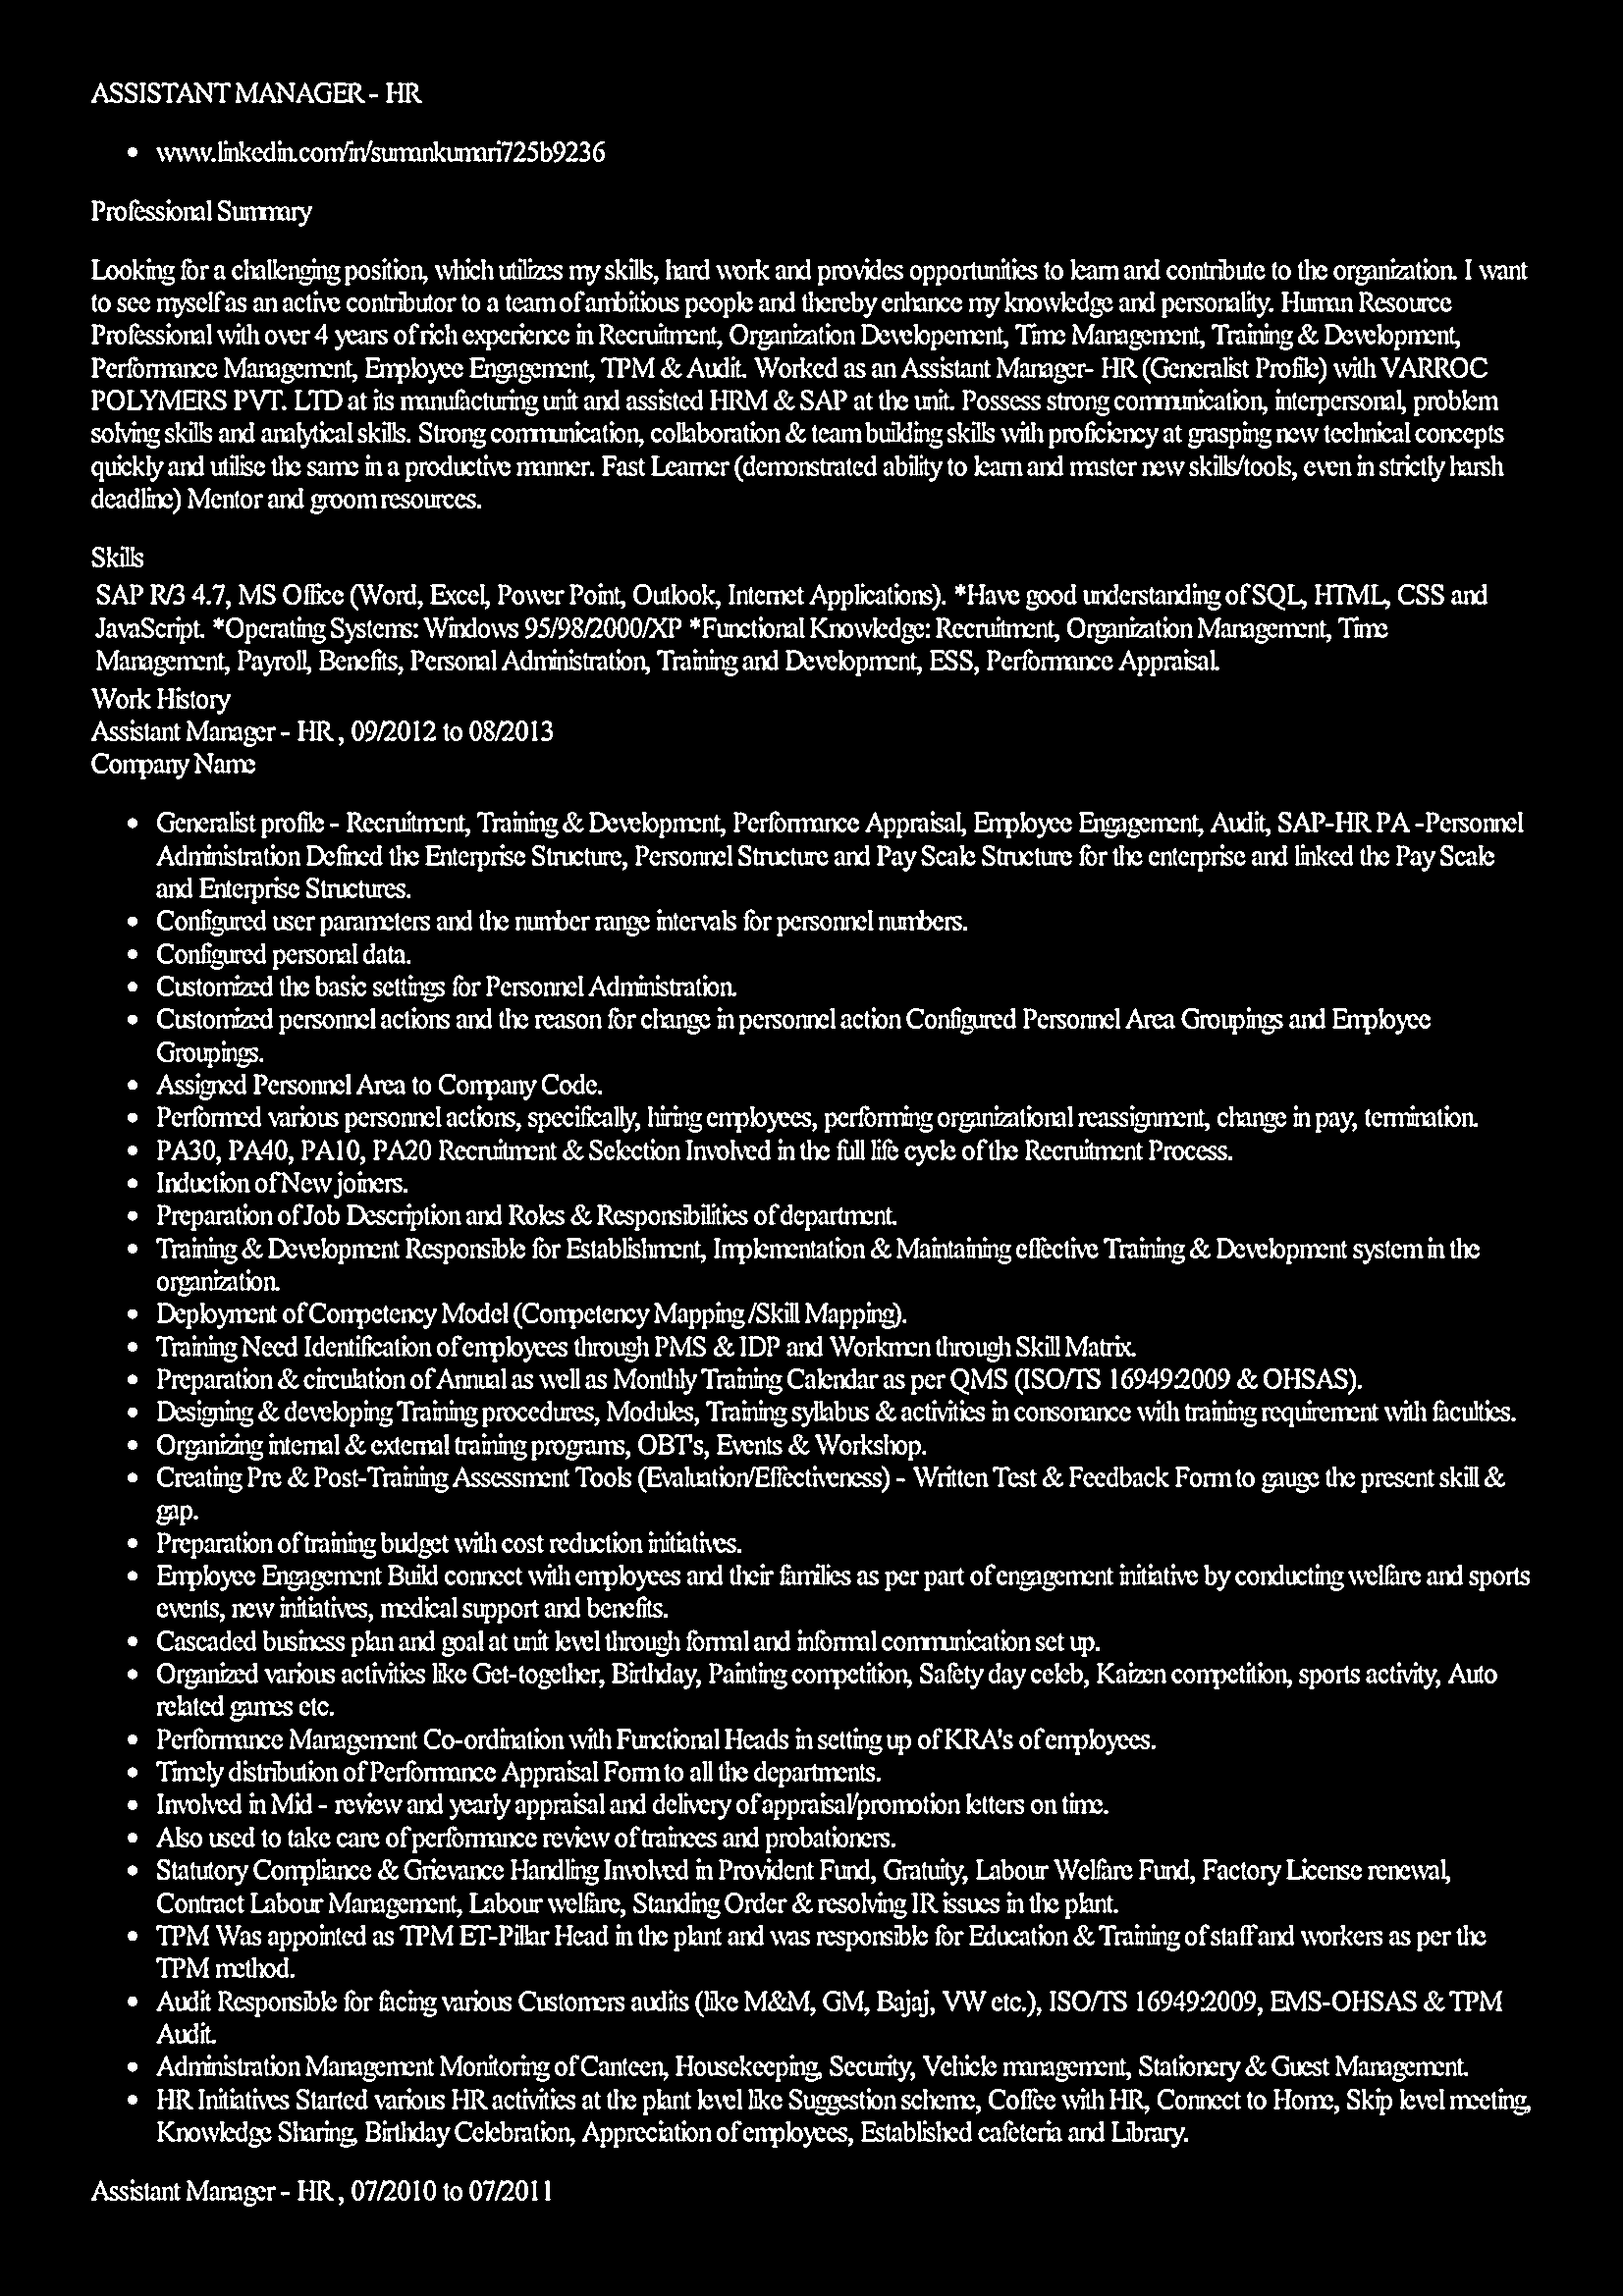 ASSISTANT MANAGER - HR
• www.linkedin.com/in/sumankumari725b9236
Professional Summary
Looking for a challenging position, which utilizes my skills, hard work and provides opportunities to learn and contribute to the organization. I want
to see myself as an active contributor to a team of ambitious people and thereby enhance my knowledge and personality. Human Resource
Professional with over 4 years of rich experience in Recruitment, Organization Developement, Time Management, Training & Development,
Performance Management, Employee Engagement, TPM & Audit. Worked as an Assistant Manager- HR (Generalist Profile) with VARROC
POLYMERS PVT. LTD at its manufacturing unit and assisted HRM & SAP at the unit. Possess strong communication, interpersonal, problem
solving skills and analytical skills. Strong communication, collaboration & team building skills with proficiency at grasping new technical concepts
quickly and utilise the same in a productive manner. Fast Learner (demonstrated ability to learn and master new skills/tools, even in strictly harsh
deadline) Mentor and groom resources.
Skills
SAP R/3 4.7, MS Office (Word, Excel, Power Point, Outlook, Internet Applications). *Have good understanding of SQL, HTML, CSS and
JavaScript. *Operating Systems: Windows 95/98/2000/XP *Functional Knowledge: Recruitment, Organization Management, Time
Management, Payroll, Benefits, Personal Administration, Training and Development, ESS, Performance Appraisal.
Work History
Assistant Manager - HR , 09/2012 to 08/2013
Company Name
• Generalist profile - Recruitment, Training & Development, Performance Appraisal, Employee Engagement, Audit, SAP-HR PA -Personnel
Administration Defined the Enterprise Structure, Personnel Structure and Pay Scale Structure for the enterprise and linked the Pay Scale
and Enterprise Structures.
• Configured user parameters and the number range intervals for personnel numbers.
• Configured personal data.
• Customized the basic settings for Personnel Administration.
• Customized personnel actions and the reason for change in personnel action Configured Personnel Area Groupings and Employee
Groupings.
• Assigned Personnel Area to Company Code.
• Performed various personnel actions, specifically, hiring employees, performing organizational reassignment, change in pay, termination.
• PA30, PA40, PA10, PA20 Recruitment & Selection Involved in the full life cycle of the Recruitment Process.
• Induction of New joiners.
• Preparation of Job Description and Roles & Responsibilities of department.
• Training & Development Responsible for Establishment, Implementation & Maintaining effective Training & Development system in the
organization.
• Deployment of Competency Model (Competency Mapping /Skill Mapping).
• Training Need Identification of employees through PMS & IDP and Workmen through Skill Matrix.
• Preparation & circulation of Annual as well as Monthly Training Calendar as per QMS (ISO/TS 16949:2009 & OHSAS).
• Designing & developing Training procedures, Modules, Training syllabus & activities in consonance with training requirement with faculties.
• Organizing internal & external training programs, OBT's, Events & Workshop.
• Creating Pre & Post-Training Assessment Tools (Evaluation/Effectiveness) - Written Test & Feedback Form to gauge the present skill &
gap.
• Preparation of training budget with cost reduction initiatives.
• Employee Engagement Build connect with employees and their families as per part of engagement initiative by conducting welfare and sports
events, new initiatives, medical support and benefits.
• Cascaded business plan and goal at unit level through formal and informal communication set up.
• Organized various activities like Get-together, Birthday, Painting competition, Safety day celeb, Kaizen competition, sports activity, Auto
related games etc.
• Performance Management Co-ordination with Functional Heads in setting up of KRA's of employees.
• Timely distribution of Performance Appraisal Form to all the departments.
• Involved in Mid - review and yearly appraisal and delivery of appraisal/promotion letters on time.
• Also used to take care of performance review of trainees and probationers.
• Statutory Compliance & Grievance Handling Involved in Provident Fund, Gratuity, Labour Welfare Fund, Factory License renewal,
Contract Labour Management, Labour welfare, Standing Order & resolving IR issues in the plant.
• TPM Was appointed as TPM ET-Pillar Head in the plant and was responsible for Education & Training of staff and workers as per the
TPM method.
• Audit Responsible for facing various Customers audits (like M&M, GM, Bajaj, VW etc.), ISO/TS 16949:2009, EMS-OHSAS & TPM
Audit.
• Administration Management Monitoring of Canteen, Housekeeping, Security, Vehicle management, Stationery & Guest Management.
• HR Initiatives Started various HR activities at the plant level like Suggestion scheme, Coffee with HR, Connect to Home, Skip level meeting,
Knowledge Sharing, Birthday Celebration, Appreciation of employees, Established cafeteria and Library.
Assistant Manager - HR , 07/2010 to 07/2011